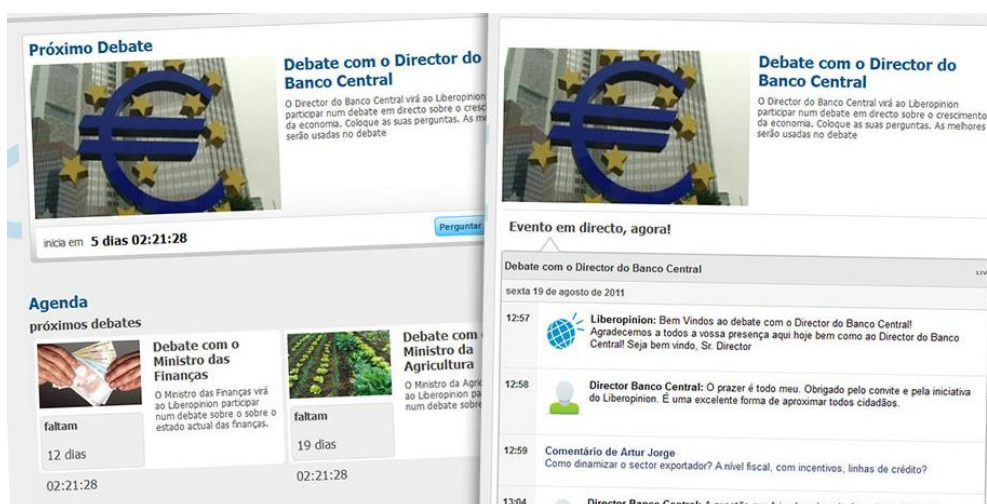 Próximo Debate
Debate com o Director do
Banco Central
O Director do Banco Central virá ao Liberopinion
participar num debate em directo sobre o
da economia. Coloque as suas perguntas. As
serão usadas no debate
inicia em 5 dias 02:21:28
Perguntar
Agenda
próximos debates
Debate com o
Ministro das
Finanças
O Ministro das Finanças virá
ao Liberopinion participar
num debate sobre o sobre o
estado actual das finanças.
faltam
12 dias
02:21:28
Debate com
Ministro da
Agricultura
O Ministro da
ao Liberopinion
num debate sobre
faltam
19 dias
02:21:28
Debate com o Director do
Banco Central
O Director do Banco Central virá ao Liberopinion
participar num debate em directo sobre o crescimento
da economia. Coloque as suas perguntas. As melhores
serão usadas no debate
Evento em directo, agora!
Debate com o Director do Banco Central
sexta 19 de agosto de 2011
12:57
Liberopinion: Bem Vindos ao debate com o Director do Banco Central!
Agradecemos a todos a vossa presença aqui hoje bem como ao Director do Banco
Central! Seja bem vindo, Sr. Director
12:58
Director Banco Central: O prazer é todo meu. Obrigado pelo convite e pela iniciativa
do Liberopinion. É uma excelente forma de aproximar todos cidadãos.
12:59
Comentário de Artur Jorge
Como dinamizar o sector exportador? A nível fiscal, com incentivos, linhas de crédito?
13:04
Director Banco Central: A questão que